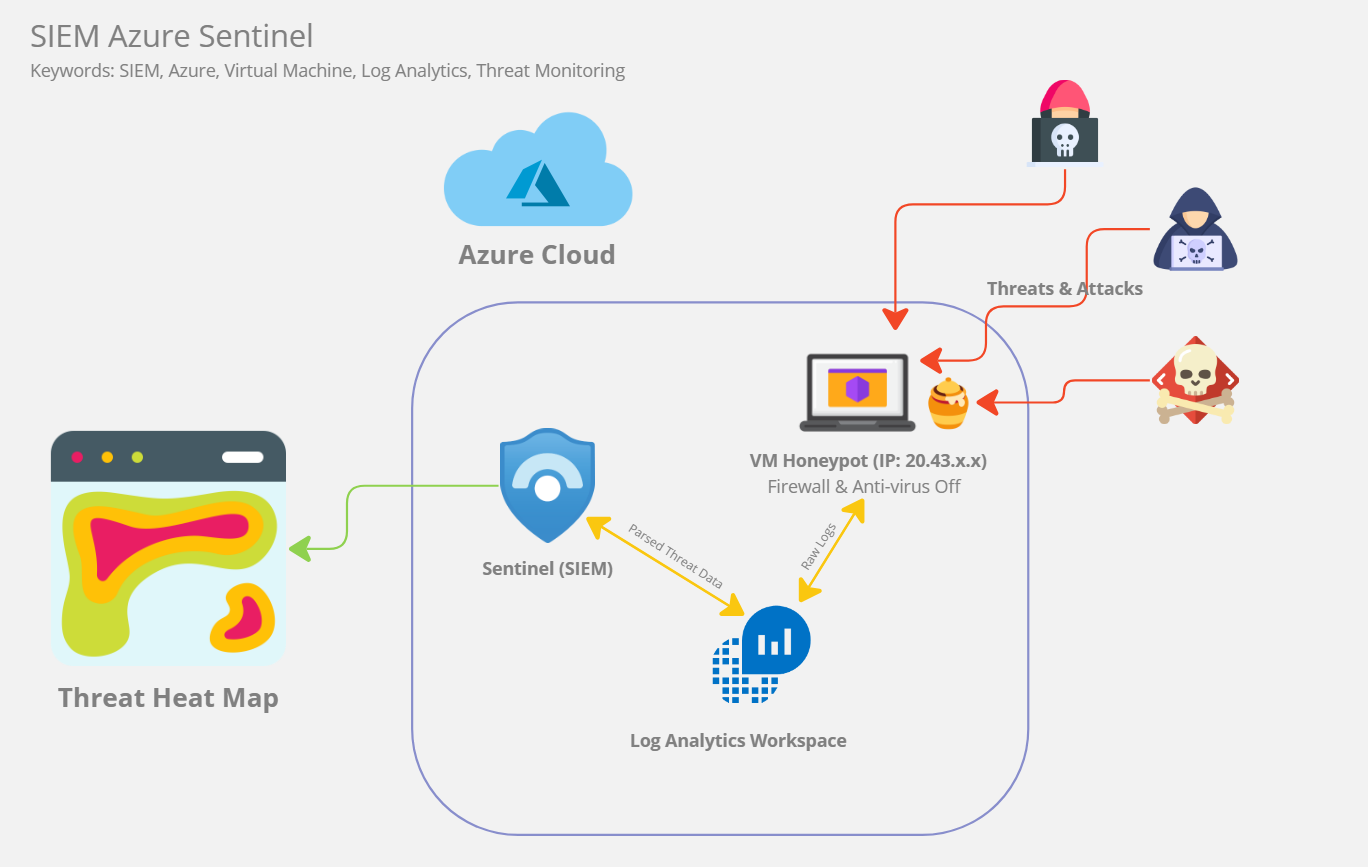 SIEM Azure Sentinel
Keywords: SIEM, Azure, Virtual Machine, Log Analytics, Threat Monitoring
Azure Cloud
Threats & Attacks
VM Honeypot (IP: 20.43.x.x)
Firewall & Anti-virus Off
Parsed Threat Data
Raw Logs
Sentinel (SIEM)
Threat Heat Map
Log Analytics Workspace